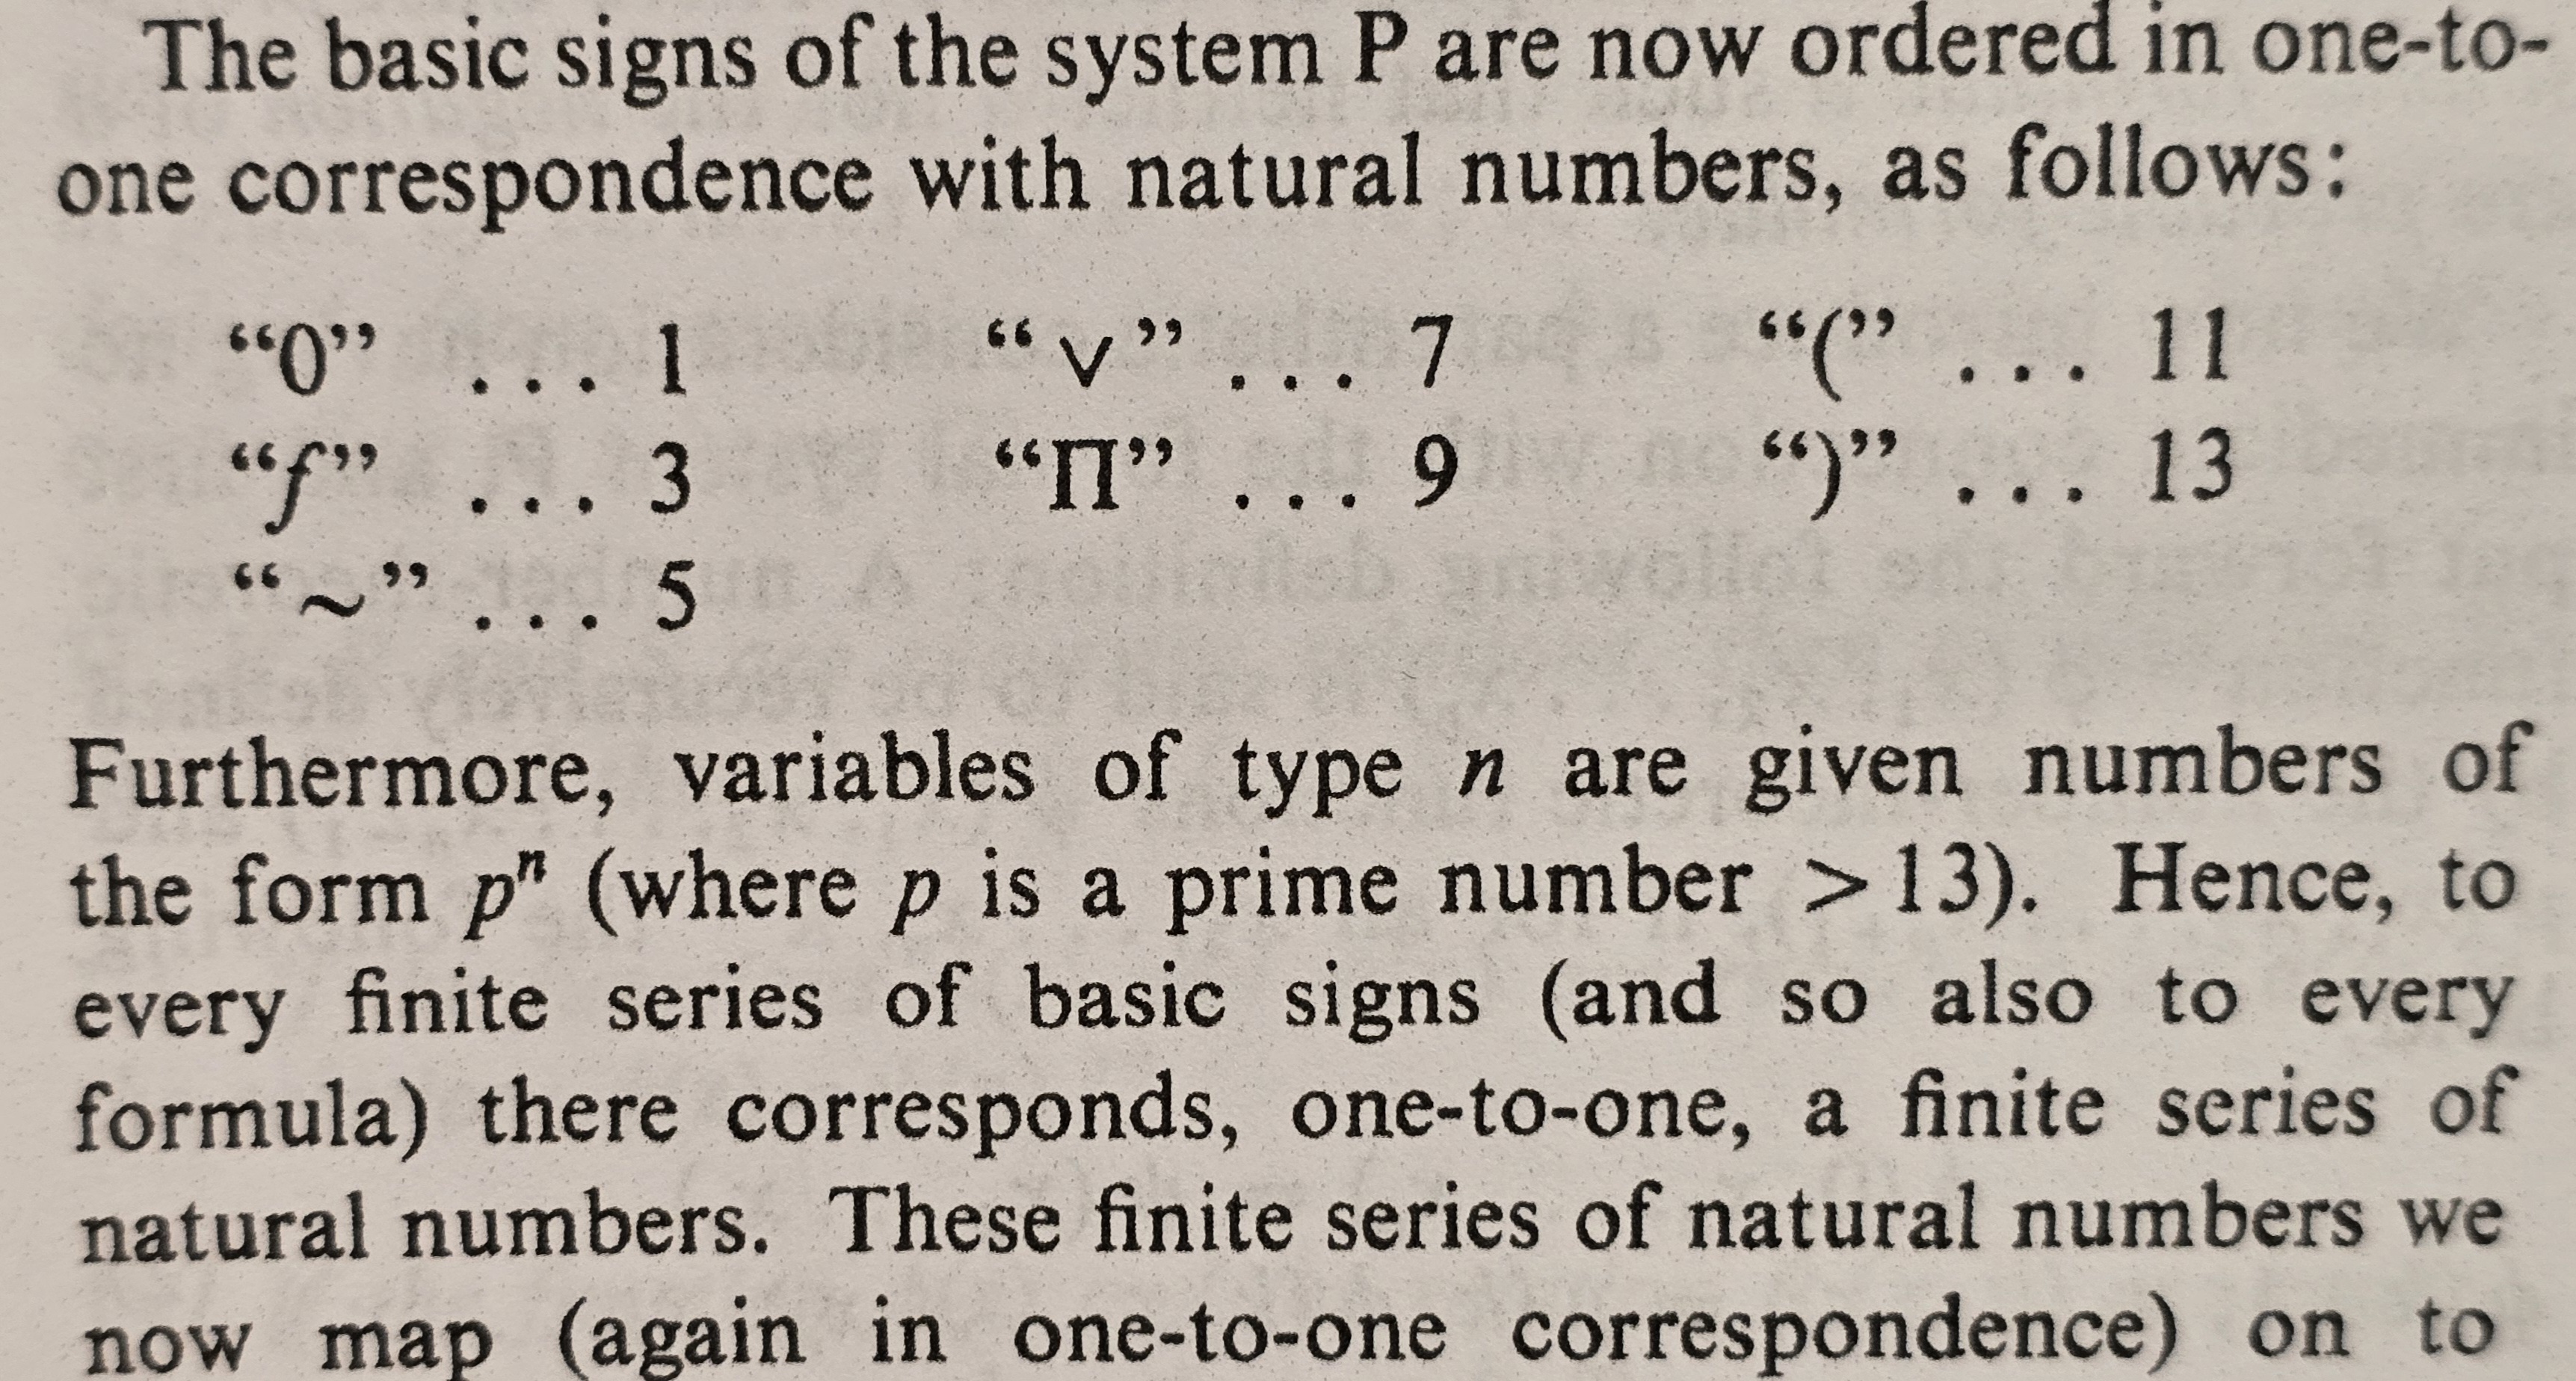 The basic signs of the system P are now ordered in one-to-
one correspondence with natural numbers, as follows:
“0” ... 1 “∨” ... 7 “(” ... 11
“f” ... 3 “Π” ... 9 “)” ... 13
“~” ... 5
Furthermore, variables of type n are given numbers of
the form pⁿ (where p is a prime number >13). Hence, to
every finite series of basic signs (and so also to every
formula) there corresponds, one-to-one, a finite series of
natural numbers. These finite series of natural numbers we
now map (again in one-to-one correspondence) on to